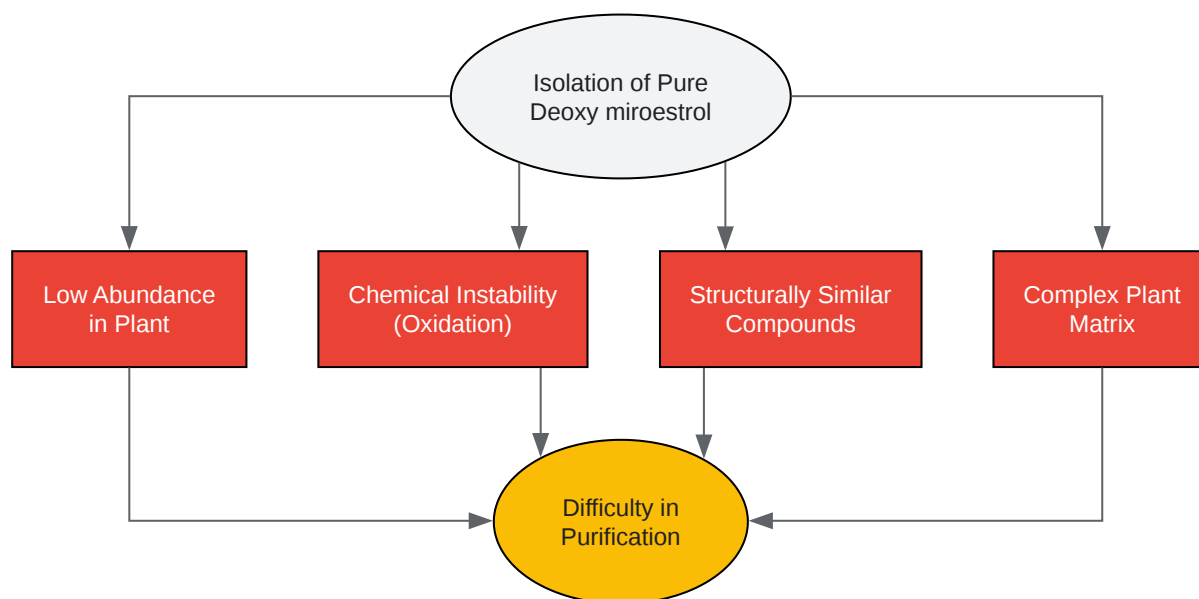 Isolation of Pure
Deoxy miroestrol
Low Abundance
in Plant
Chemical Instability
(Oxidation)
Structurally Similar
Compounds
Complex Plant
Matrix
Difficulty in
Purification